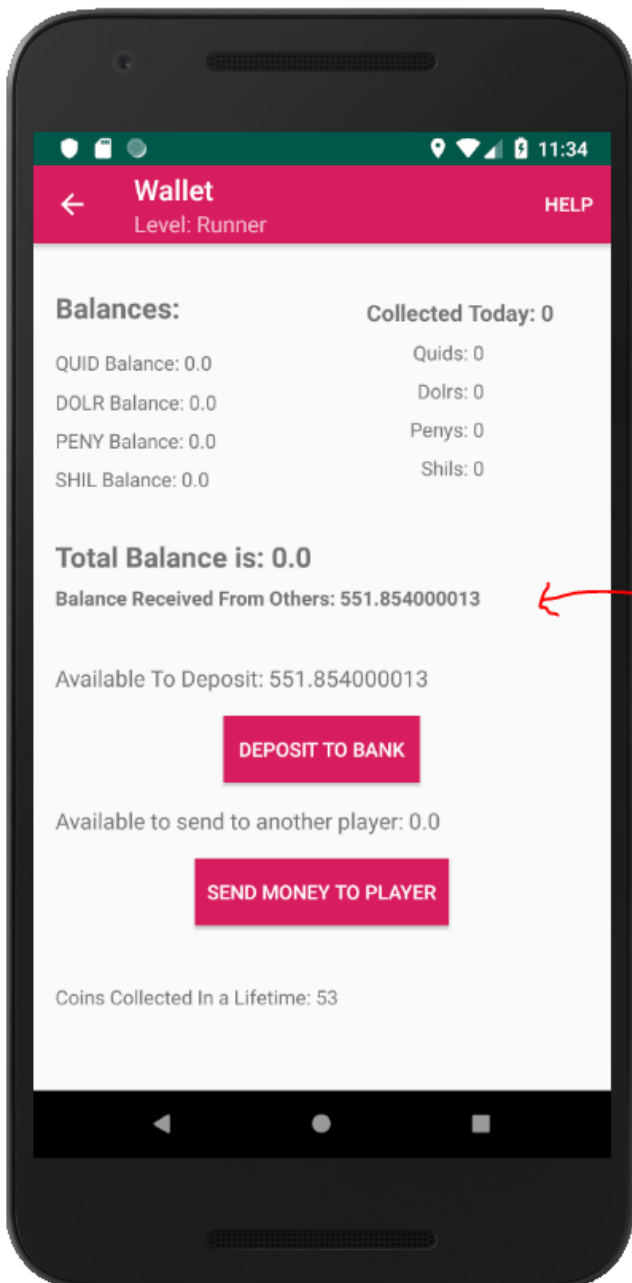 11:34
Wallet
HELP
Level: Runner
Balances:
Collected Today: 0
QUID Balance: 0.0
Quids: 0
DOLR Balance: 0.0
Dolrs: 0
PENY Balance: 0.0
Penys: 0
SHIL Balance: 0.0
Shils: 0
Total Balance is: 0.0
Balance Received From Others: 551.854000013
Available To Deposit: 551.854000013
DEPOSIT TO BANK
Available to send to another player: 0.0
SEND MONEY TO PLAYER
Coins Collected In a Lifetime: 53